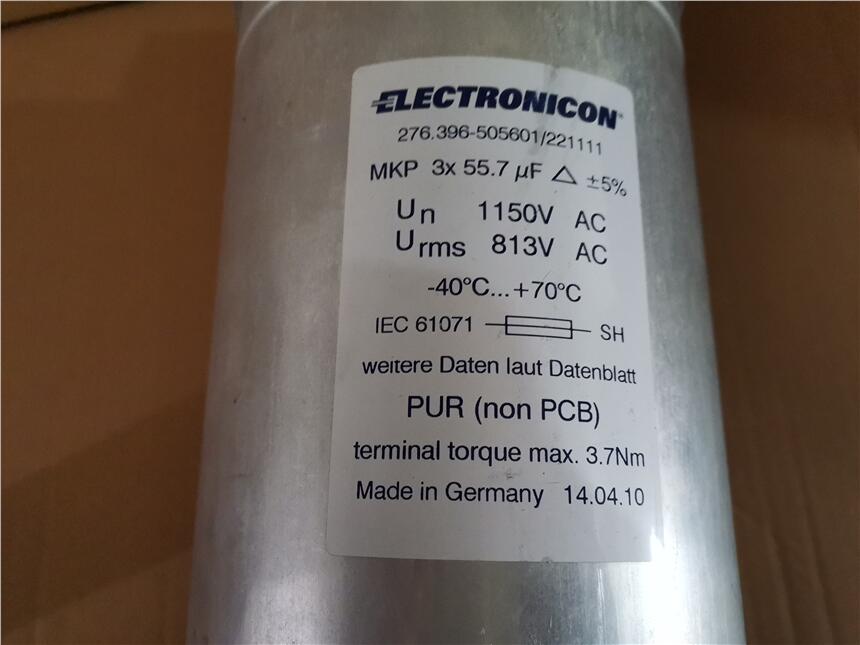 ELECTRONICON®
276.396-505601/221111
MKP 3x 55.7 µF △ ±5%
Un 1150V AC
Urms 813V AC
-40°C...+70°C
IEC 61071 SH
weitere Daten laut Datenblatt
PUR (non PCB)
terminal torque max. 3.7Nm
Made in Germany 14.04.10